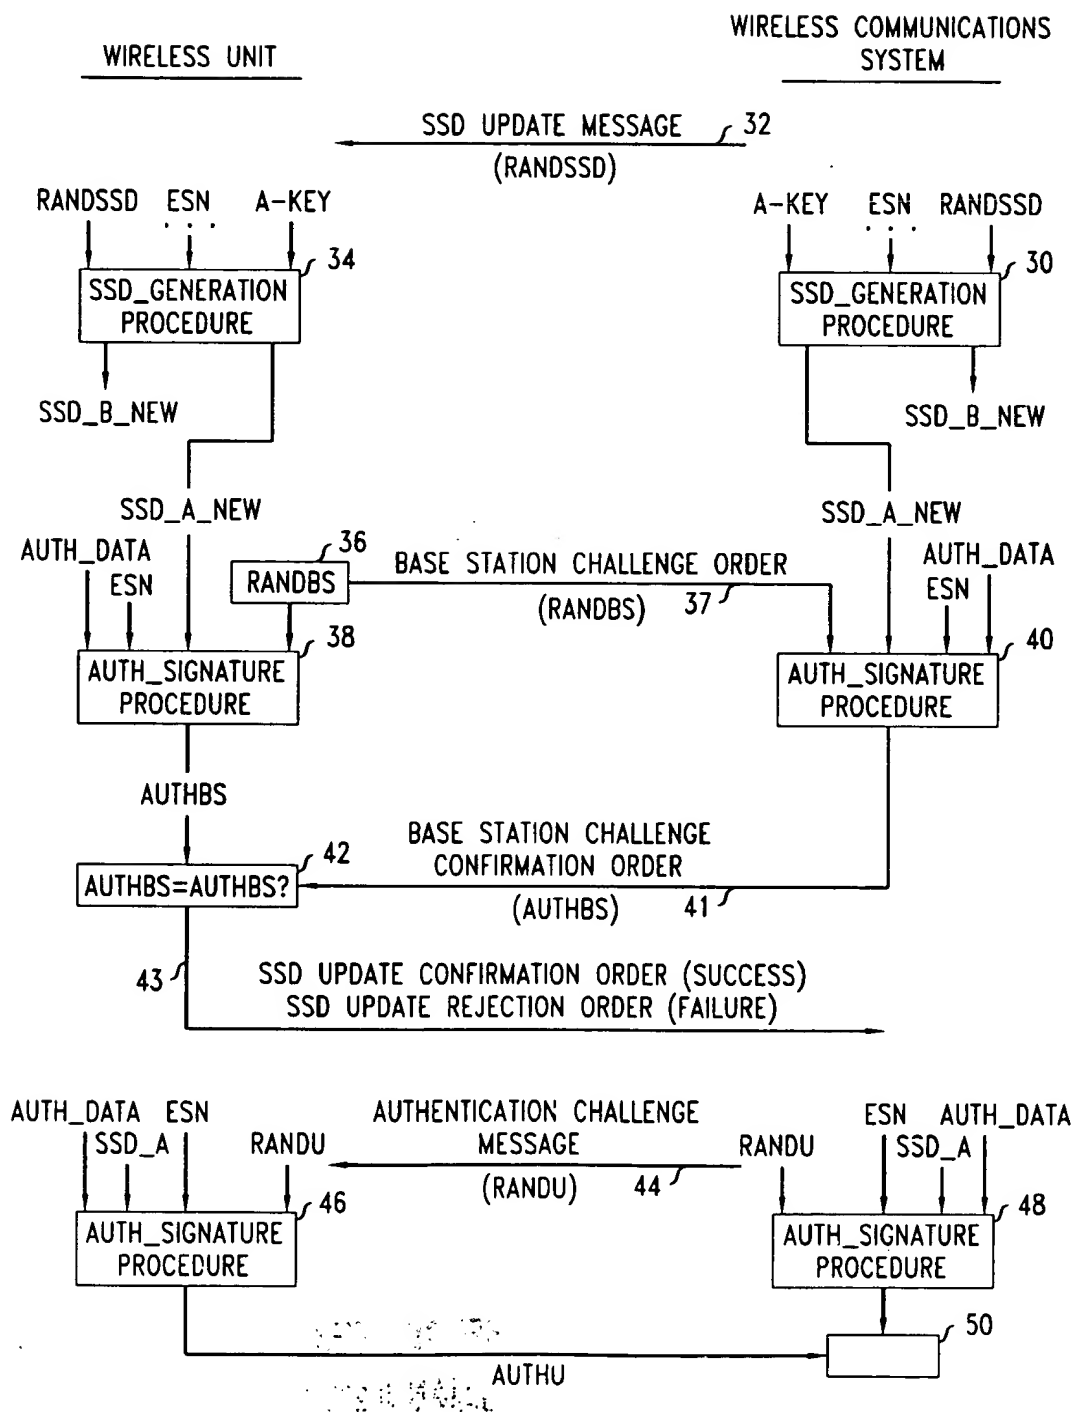 WIRELESS UNIT
WIRELESS COMMUNICATIONS
SYSTEM
SSD UPDATE MESSAGE
32
(RANDSSD)
RANDSSD ESN A-KEY
A-KEY ESN RANDSSD
34
SSD_GENERATION
PROCEDURE
30
SSD_GENERATION
PROCEDURE
SSD_B_NEW
SSD_B_NEW
SSD_A_NEW
SSD_A_NEW
AUTH_DATA
ESN
36
RANDBS
BASE STATION CHALLENGE ORDER
(RANDBS)
37
AUTH_DATA
ESN
38
AUTH_SIGNATURE
PROCEDURE
40
AUTH_SIGNATURE
PROCEDURE
AUTHBS
BASE STATION CHALLENGE
CONFIRMATION ORDER
42
AUTHBS=AUTHBS?
(AUTHBS)
41
43
SSD UPDATE CONFIRMATION ORDER (SUCCESS)
SSD UPDATE REJECTION ORDER (FAILURE)
AUTH_DATA ESN
SSD_A
RANDU
AUTHENTICATION CHALLENGE
MESSAGE
(RANDU)
44
RANDU
ESN AUTH_DATA
SSD_A
46
AUTH_SIGNATURE
PROCEDURE
48
AUTH_SIGNATURE
PROCEDURE
50
AUTHU